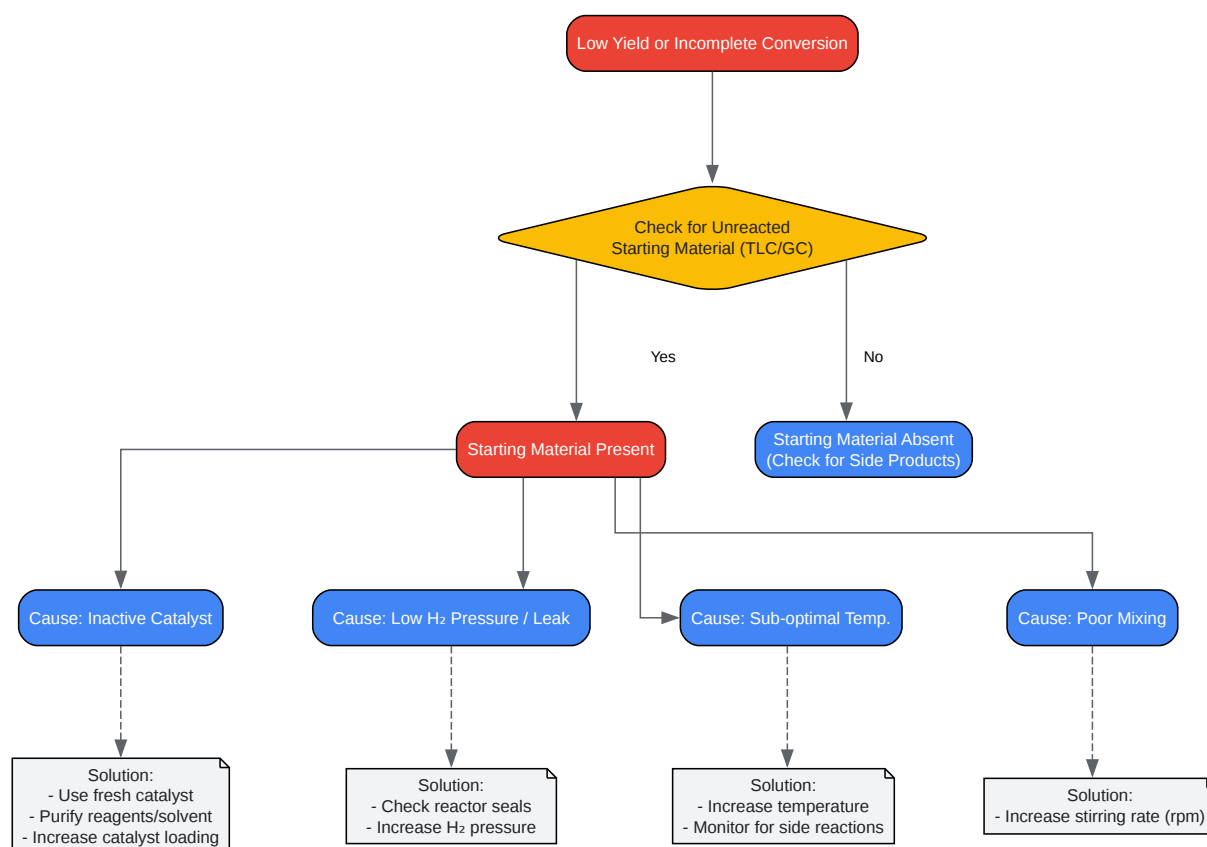 Low Yield or Incomplete Conversion
Check for Unreacted
Starting Material (TLC/GC)
Yes
No
Starting Material Present
Starting Material Absent
(Check for Side Products)
Cause: Inactive Catalyst
Cause: Low H₂ Pressure / Leak
Cause: Sub-optimal Temp.
Cause: Poor Mixing
Solution:
- Use fresh catalyst
- Purify reagents/solvent
- Increase catalyst loading
Solution:
- Check reactor seals
- Increase H₂ pressure
Solution:
- Increase temperature
- Monitor for side reactions
Solution:
- Increase stirring rate (rpm)